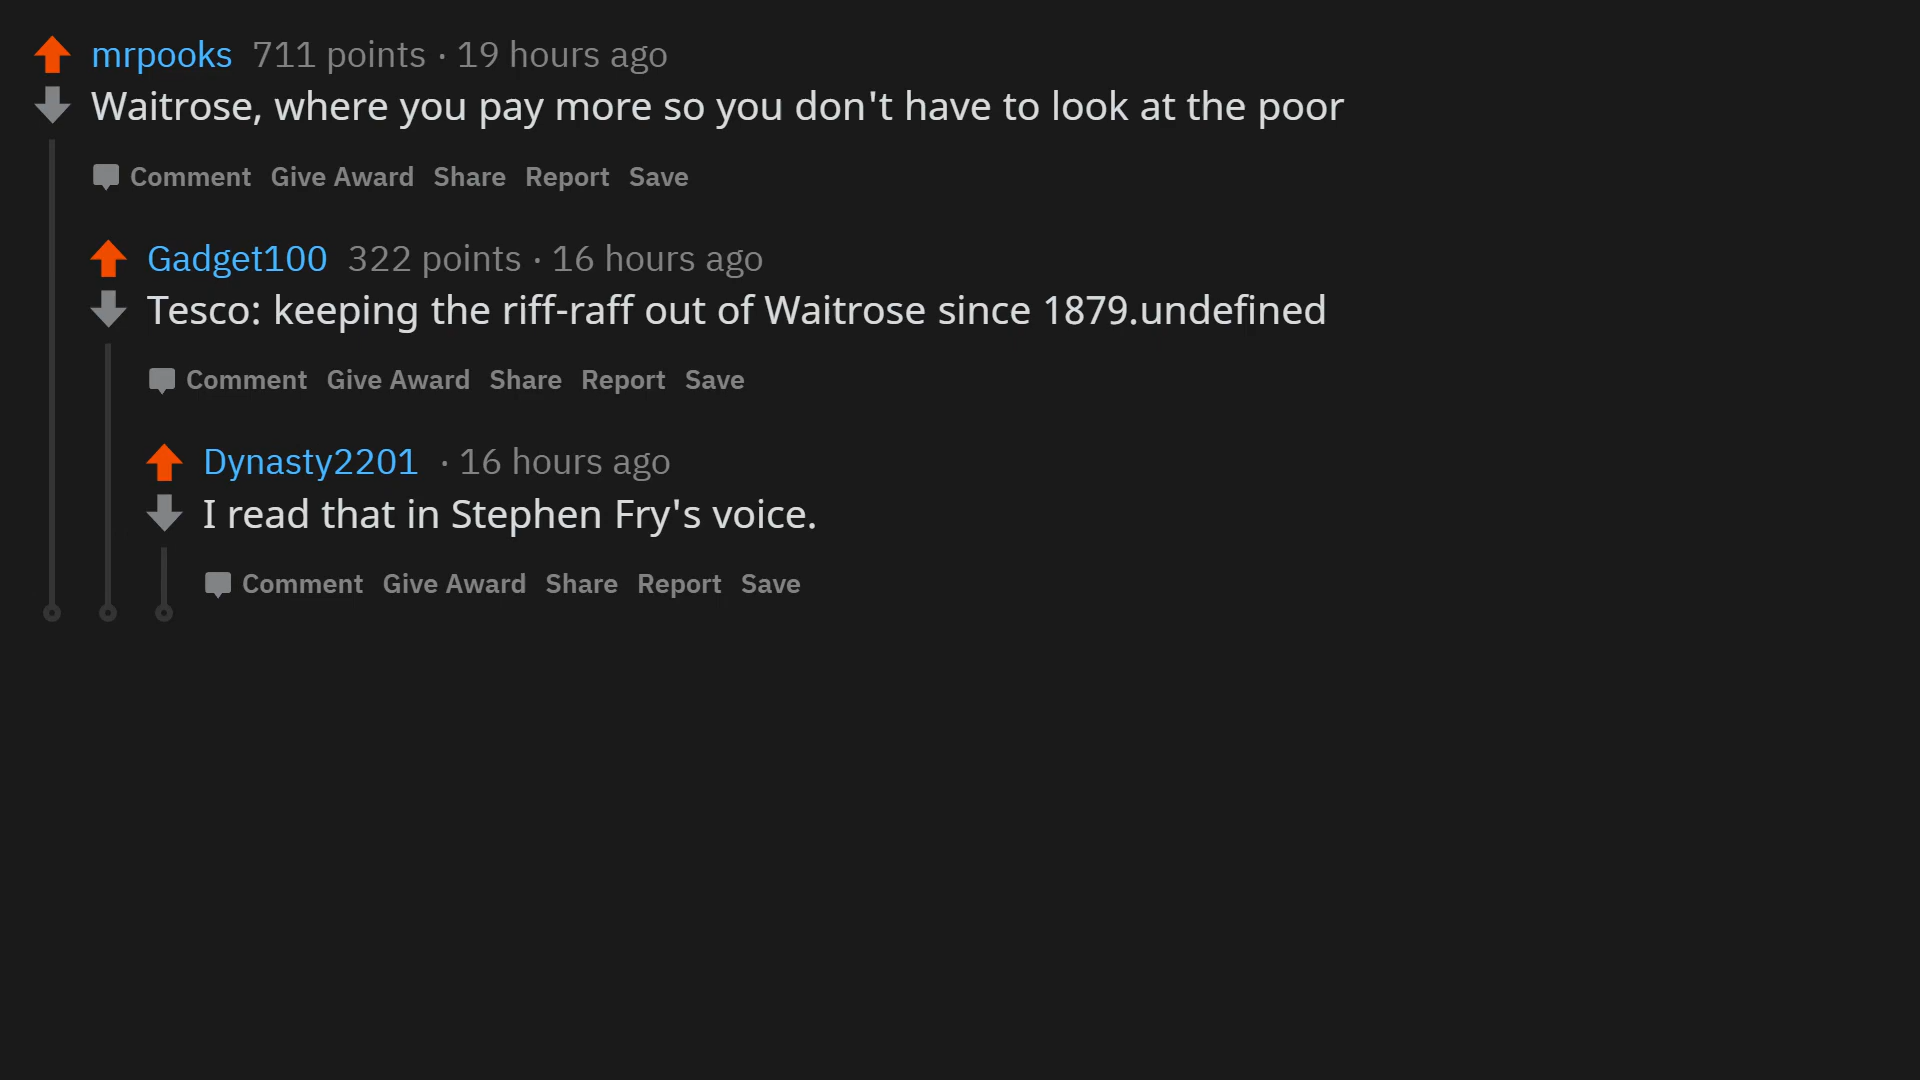 mrpooks 711 points · 19 hours ago
Waitrose, where you pay more so you don't have to look at the poor
Comment Give Award Share Report Save
Gadget100 322 points · 16 hours ago
Tesco: keeping the riff-raff out of Waitrose since 1879.undefined
Comment Give Award Share Report Save
Dynasty2201 · 16 hours ago
I read that in Stephen Fry's voice.
Comment Give Award Share Report Save